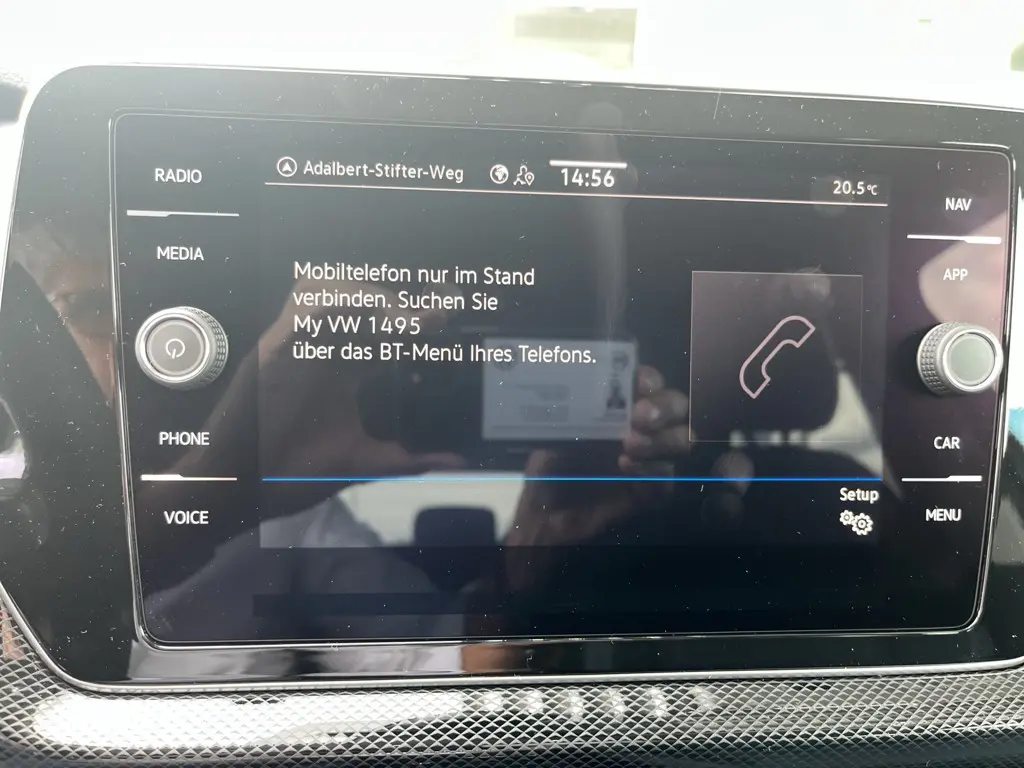 RADIO
MEDIA
PHONE
VOICE
Adalbert-Stifter-Weg
14:56
20.5°C
Mobiltelefon nur im Stand
verbinden. Suchen Sie
My VW 1495
über das BT-Menü Ihres Telefons.
Setup
NAV
APP
CAR
MENU